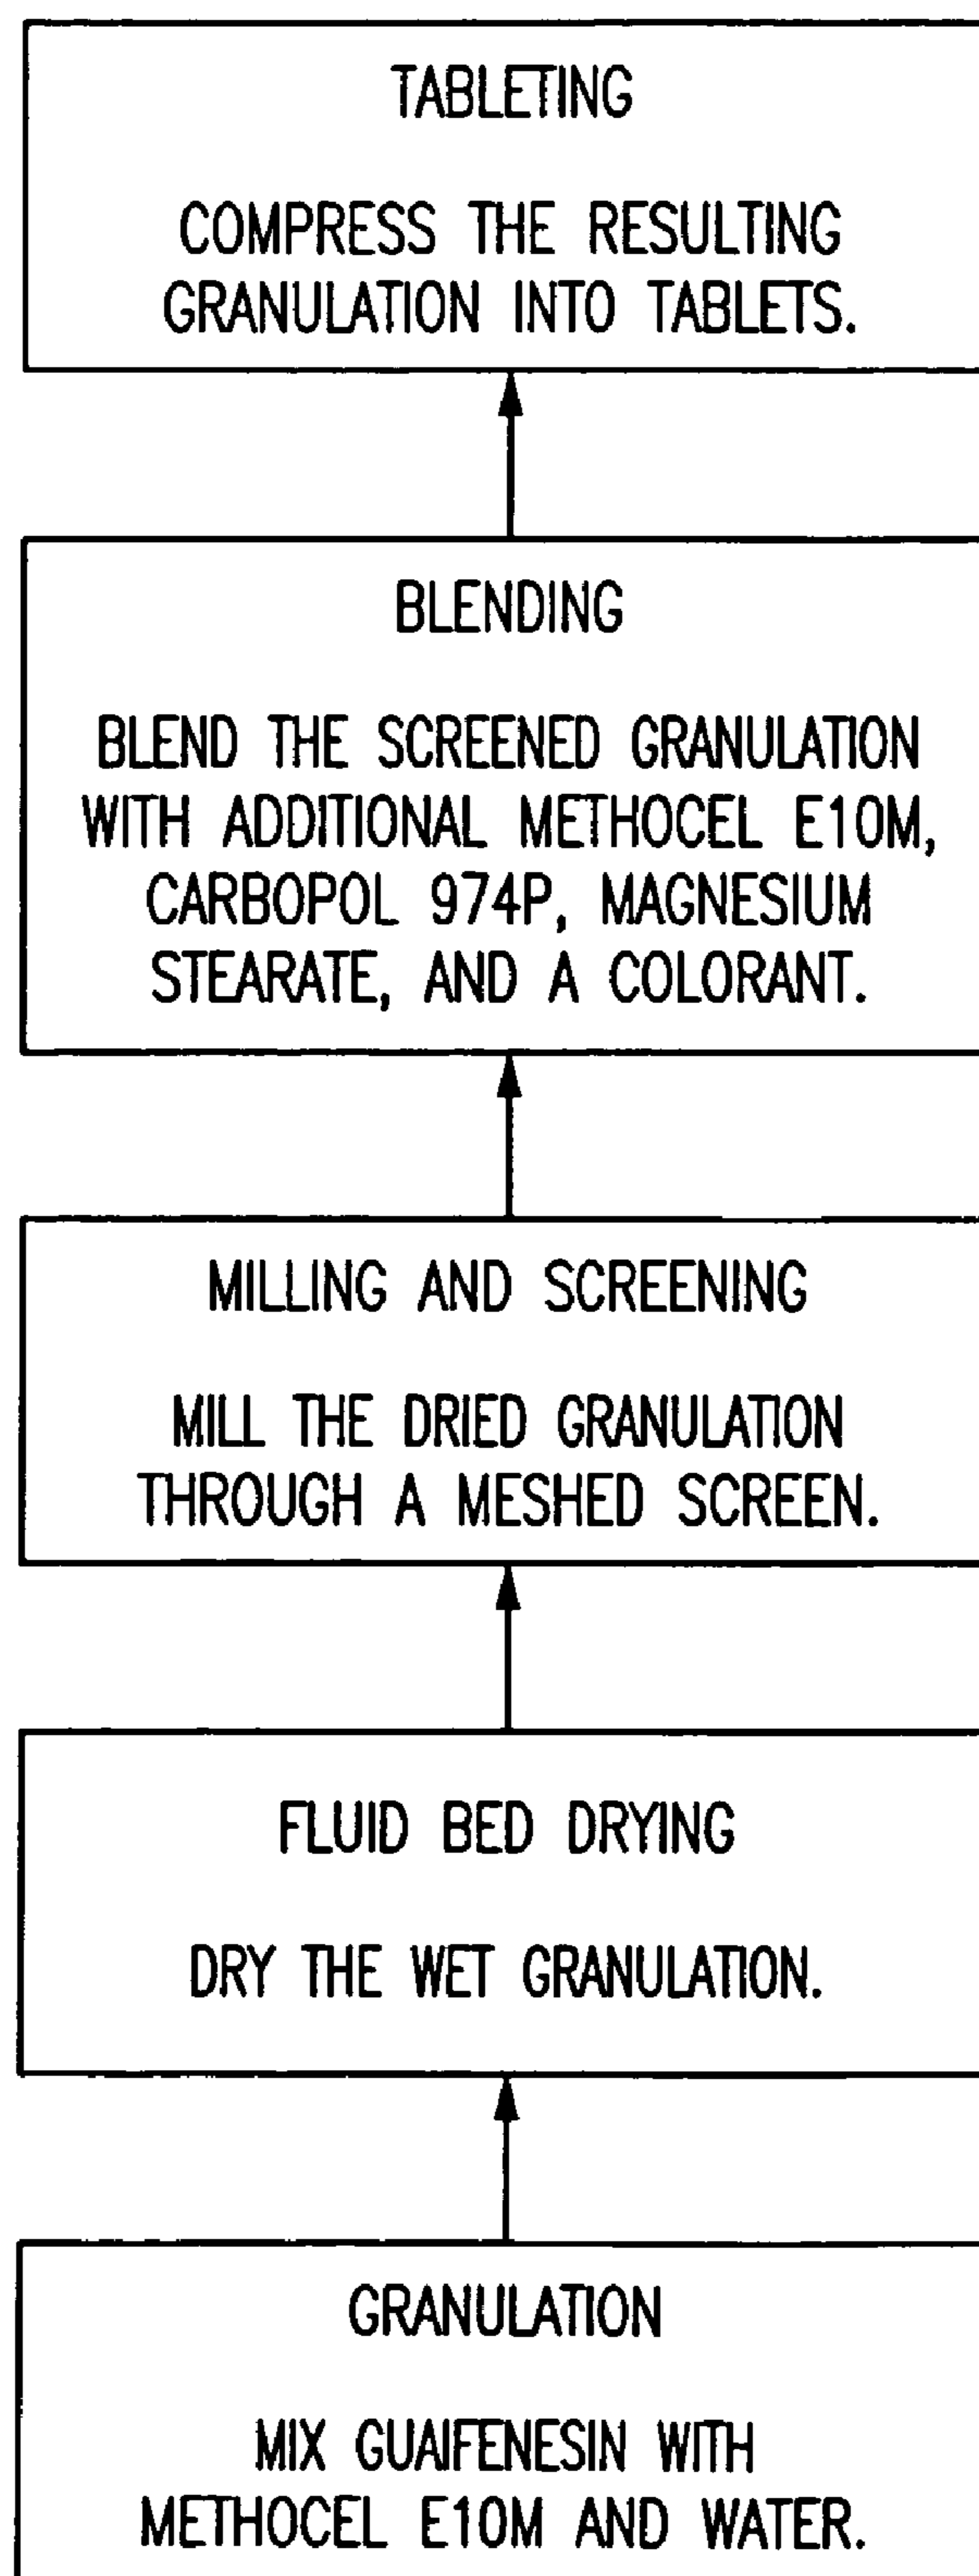 TABLETING
COMPRESS THE RESULTING
GRANULATION INTO TABLETS.
BLENDING
BLEND THE SCREENED GRANULATION
WITH ADDITIONAL METHOCEL E10M,
CARBOPOL 974P, MAGNESIUM
STEARATE, AND A COLORANT.
MILLING AND SCREENING
MILL THE DRIED GRANULATION
THROUGH A MESHED SCREEN.
FLUID BED DRYING
DRY THE WET GRANULATION.
GRANULATION
MIX GUAIFENESIN WITH
METHOCEL E10M AND WATER.